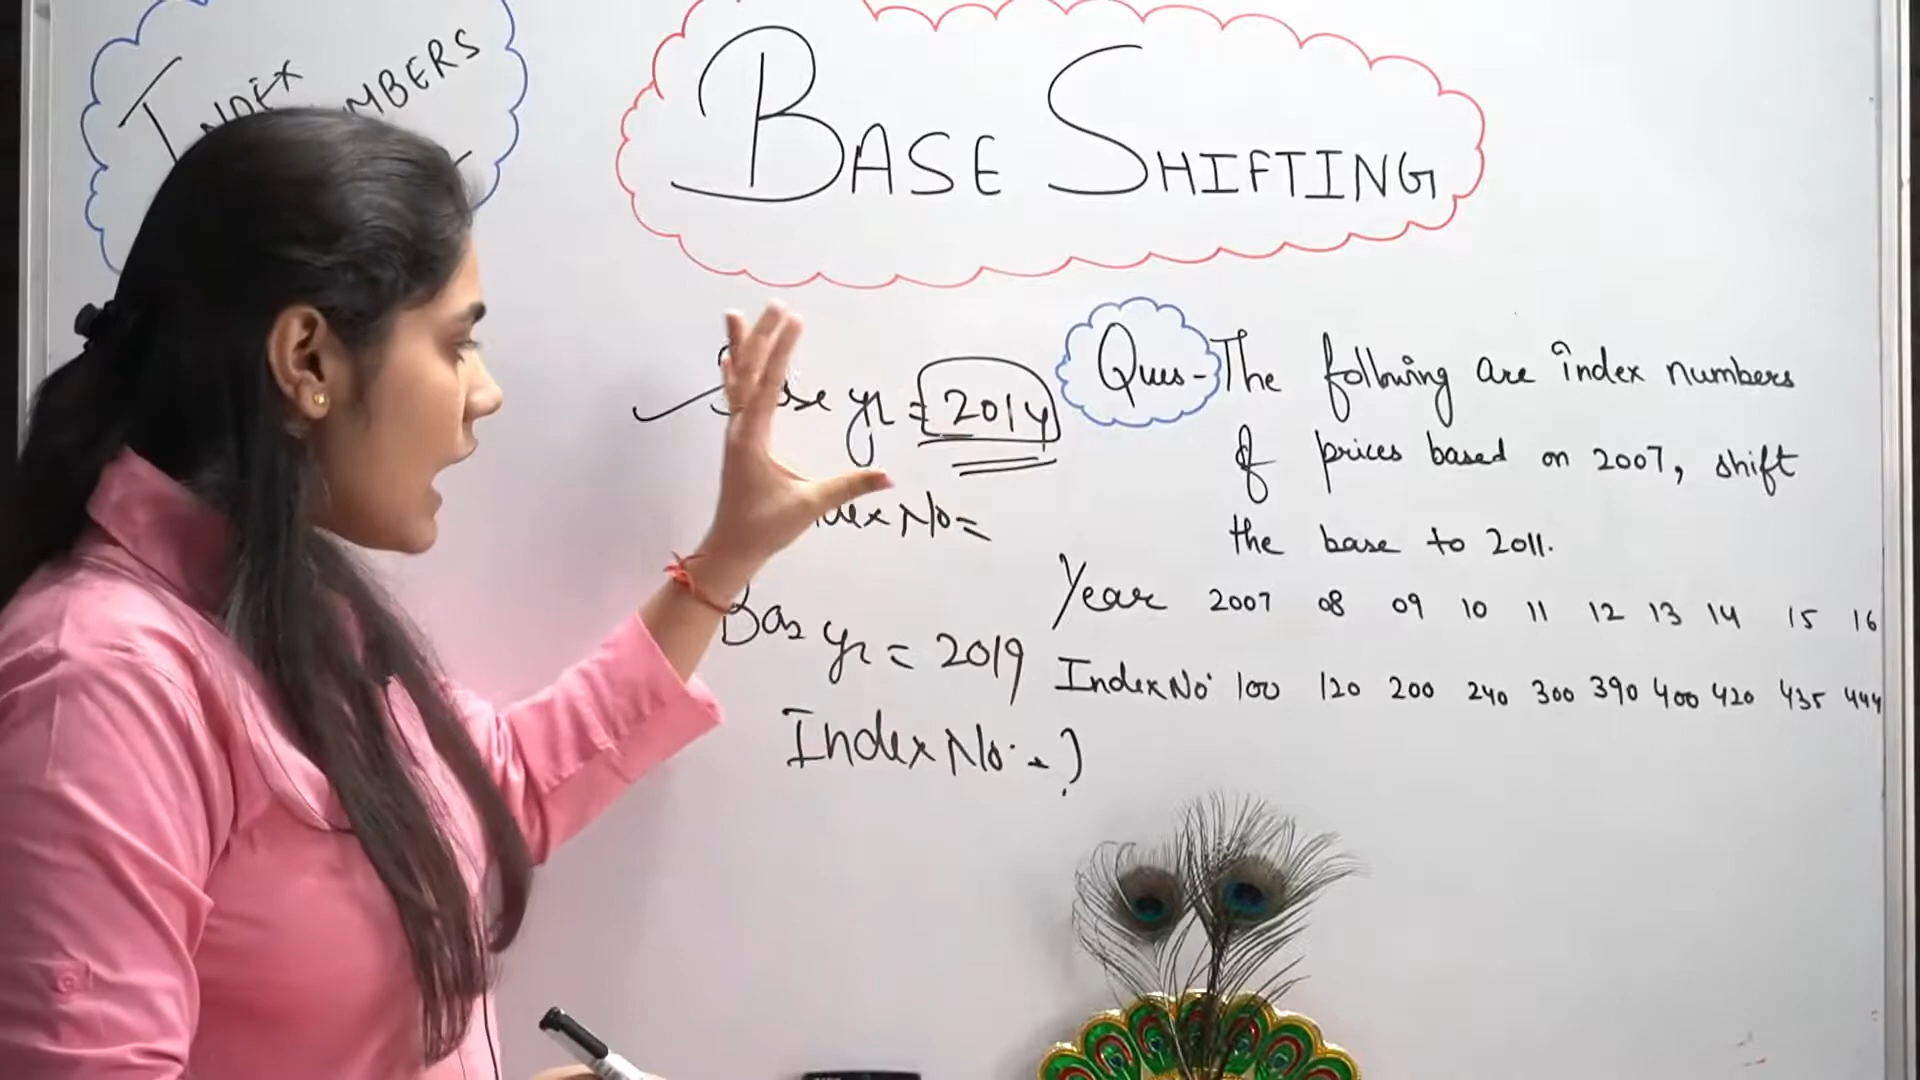 INDEX
BASE SHIFTING
yr = 2014
Index No =
Bas yr = 2019
Index No. = ?
Ques - The following are index numbers
of prices based on 2007, shift
the base to 2011.
Year 2007 08 09 10 11 12 13 14 15 16
Index No. 100 120 200 240 300 390 400 420 435 444